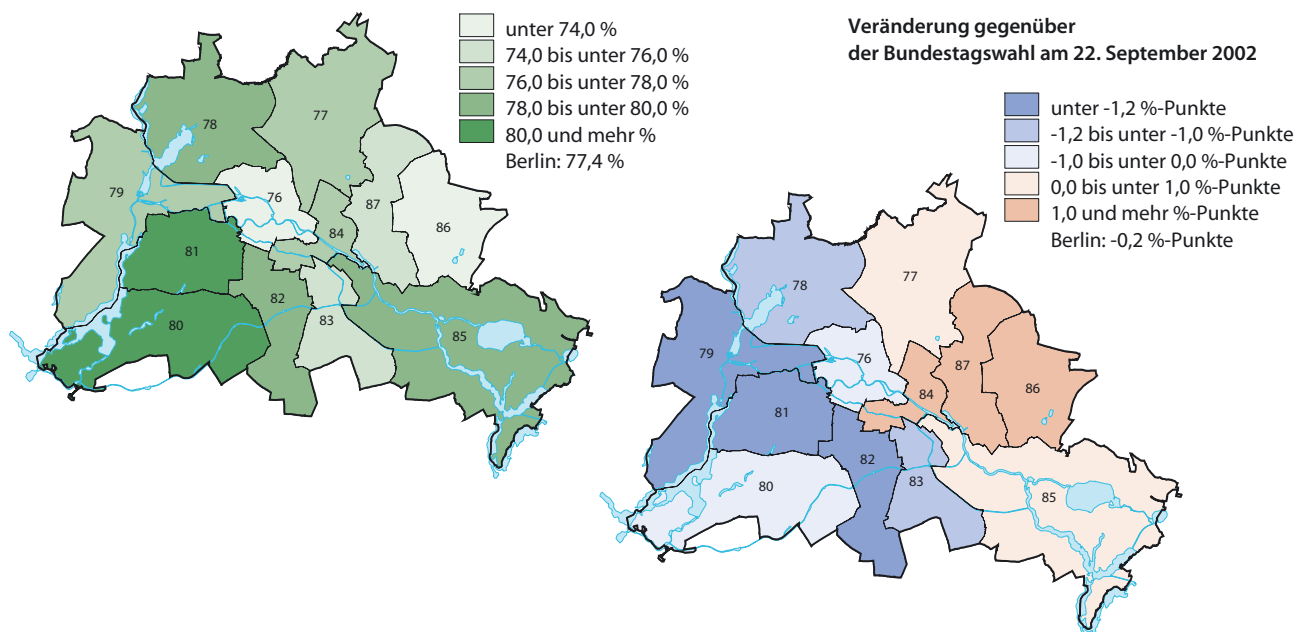 unter 74,0 %
74,0 bis unter 76,0 %
76,0 bis unter 78,0 %
78,0 bis unter 80,0 %
80,0 und mehr %
Berlin: 77,4 %
78
77
79
76
87
86
84
81
82
80
83
85
Veränderung gegenüber
der Bundestagswahl am 22. September 2002
unter -1,2 %-Punkte
-1,2 bis unter -1,0 %-Punkte
-1,0 bis unter 0,0 %-Punkte
0,0 bis unter 1,0 %-Punkte
1,0 und mehr %-Punkte
Berlin: -0,2 %-Punkte
77
78
79
76
87
86
84
81
82
80
83
85